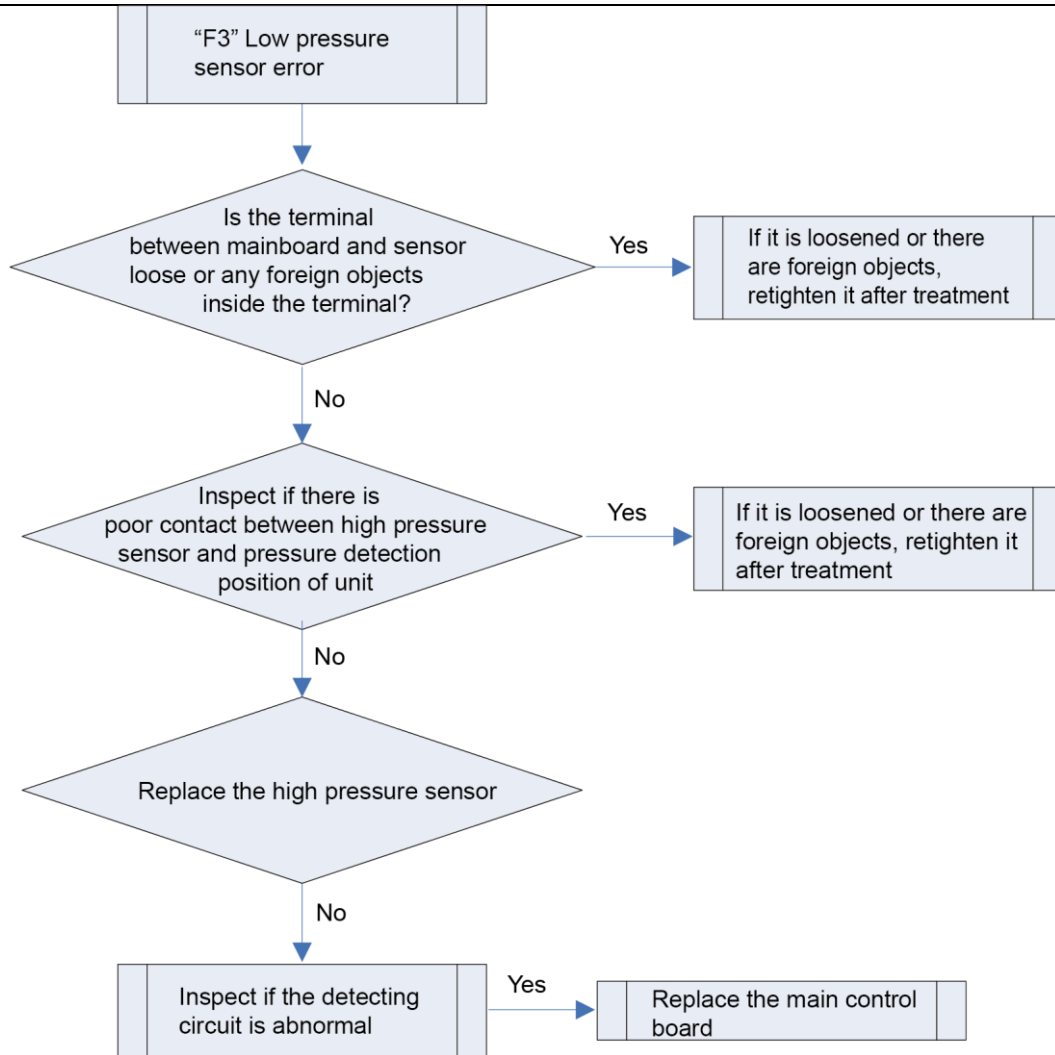 “F3” Low pressure
sensor error
Is the terminal
between mainboard and sensor
loose or any foreign objects
inside the terminal?
Yes
If it is loosened or there
are foreign objects,
retighten it after treatment
No
Inspect if there is
poor contact between high pressure
sensor and pressure detection
position of unit
Yes
If it is loosened or there are
foreign objects, retighten it
after treatment
No
Replace the high pressure sensor
No
Inspect if the detecting
circuit is abnormal
Yes
Replace the main control
board